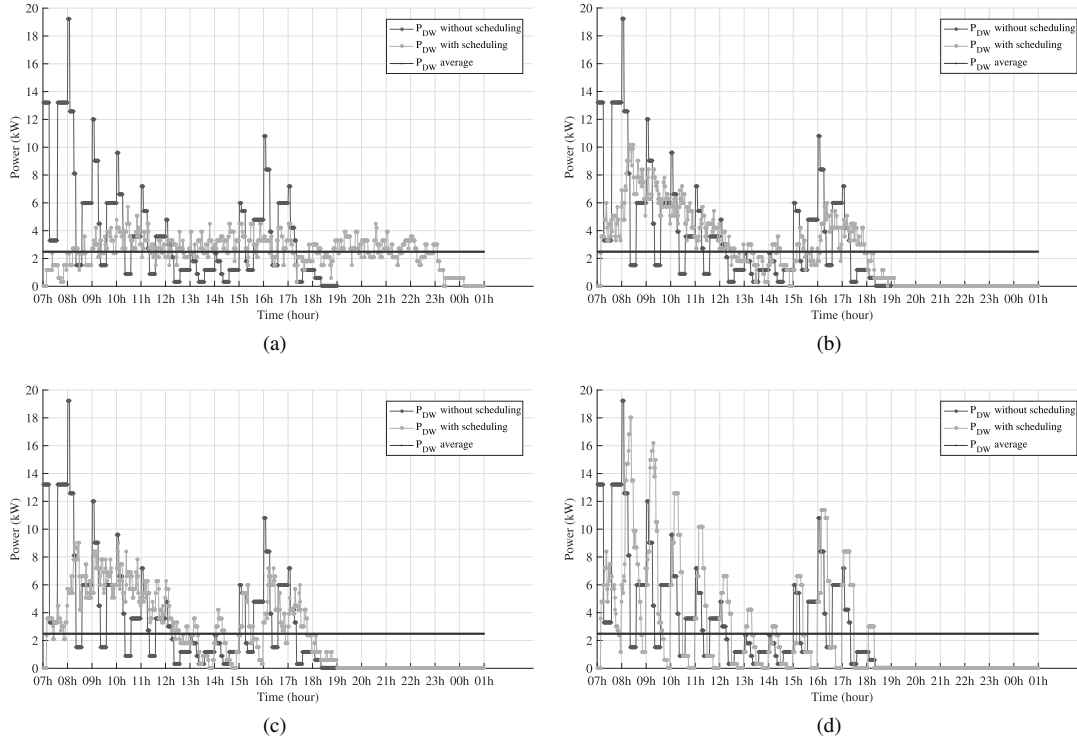 20
18
16
14
12
10
8
6
4
2
0
Power (kW)
P_DW without scheduling
P_DW with scheduling
P_DW average
07h 08h 09h 10h 11h 12h 13h 14h 15h 16h 17h 18h 19h 20h 21h 22h 23h 00h 01h
Time (hour)
(a)
20
18
16
14
12
10
8
6
4
2
0
Power (kW)
P_DW without scheduling
P_DW with scheduling
P_DW average
07h 08h 09h 10h 11h 12h 13h 14h 15h 16h 17h 18h 19h 20h 21h 22h 23h 00h 01h
Time (hour)
(b)
20
18
16
14
12
10
8
6
4
2
0
Power (kW)
P_DW without scheduling
P_DW with scheduling
P_DW average
07h 08h 09h 10h 11h 12h 13h 14h 15h 16h 17h 18h 19h 20h 21h 22h 23h 00h 01h
Time (hour)
(c)
20
18
16
14
12
10
8
6
4
2
0
Power (kW)
P_DW without scheduling
P_DW with scheduling
P_DW average
07h 08h 09h 10h 11h 12h 13h 14h 15h 16h 17h 18h 19h 20h 21h 22h 23h 00h 01h
Time (hour)
(d)